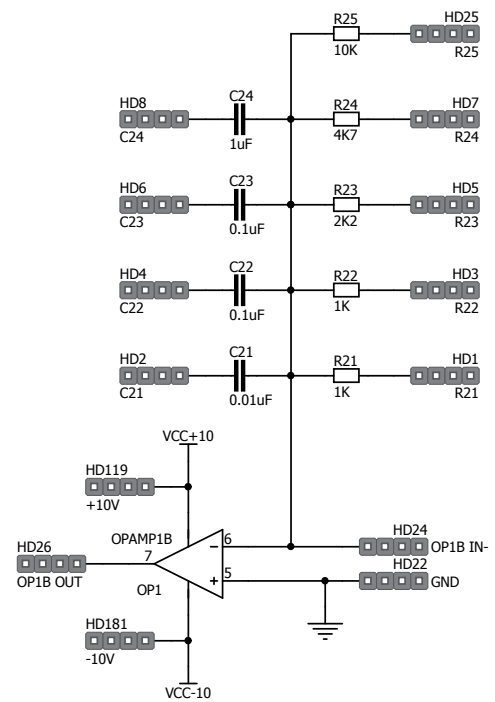 R25
HD25
10K
R25
HD8
C24
R24
HD7
C24
1uF
4K7
R24
HD6
C23
R23
HD5
C23
0.1uF
2K2
R23
HD4
C22
R22
HD3
C22
0.1uF
1K
R22
HD2
C21
R21
HD1
C21
0.01uF
1K
R21
VCC+10
HD119
+10V
OPAMP1B
6
HD24
OP1B IN-
HD26
7
-
OP1B OUT
+
5
HD22
GND
OP1
HD181
-10V
VCC-10